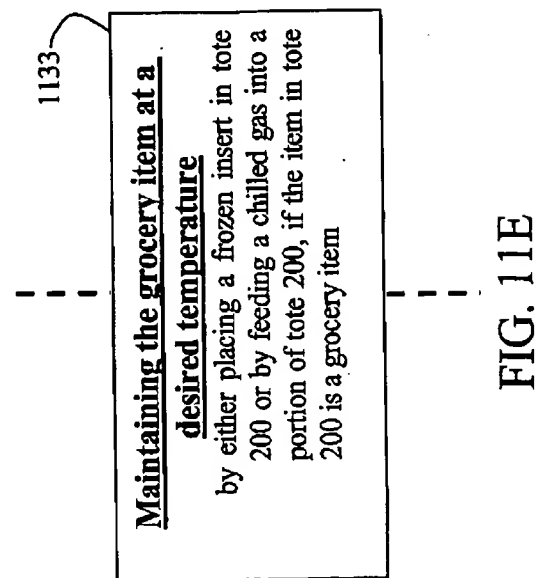 1133
Maintaining the grocery item at a
desired temperature
by either placing a frozen insert in tote
200 or by feeding a chilled gas into a
portion of tote 200, if the item in tote
200 is a grocery item
FIG. 11E